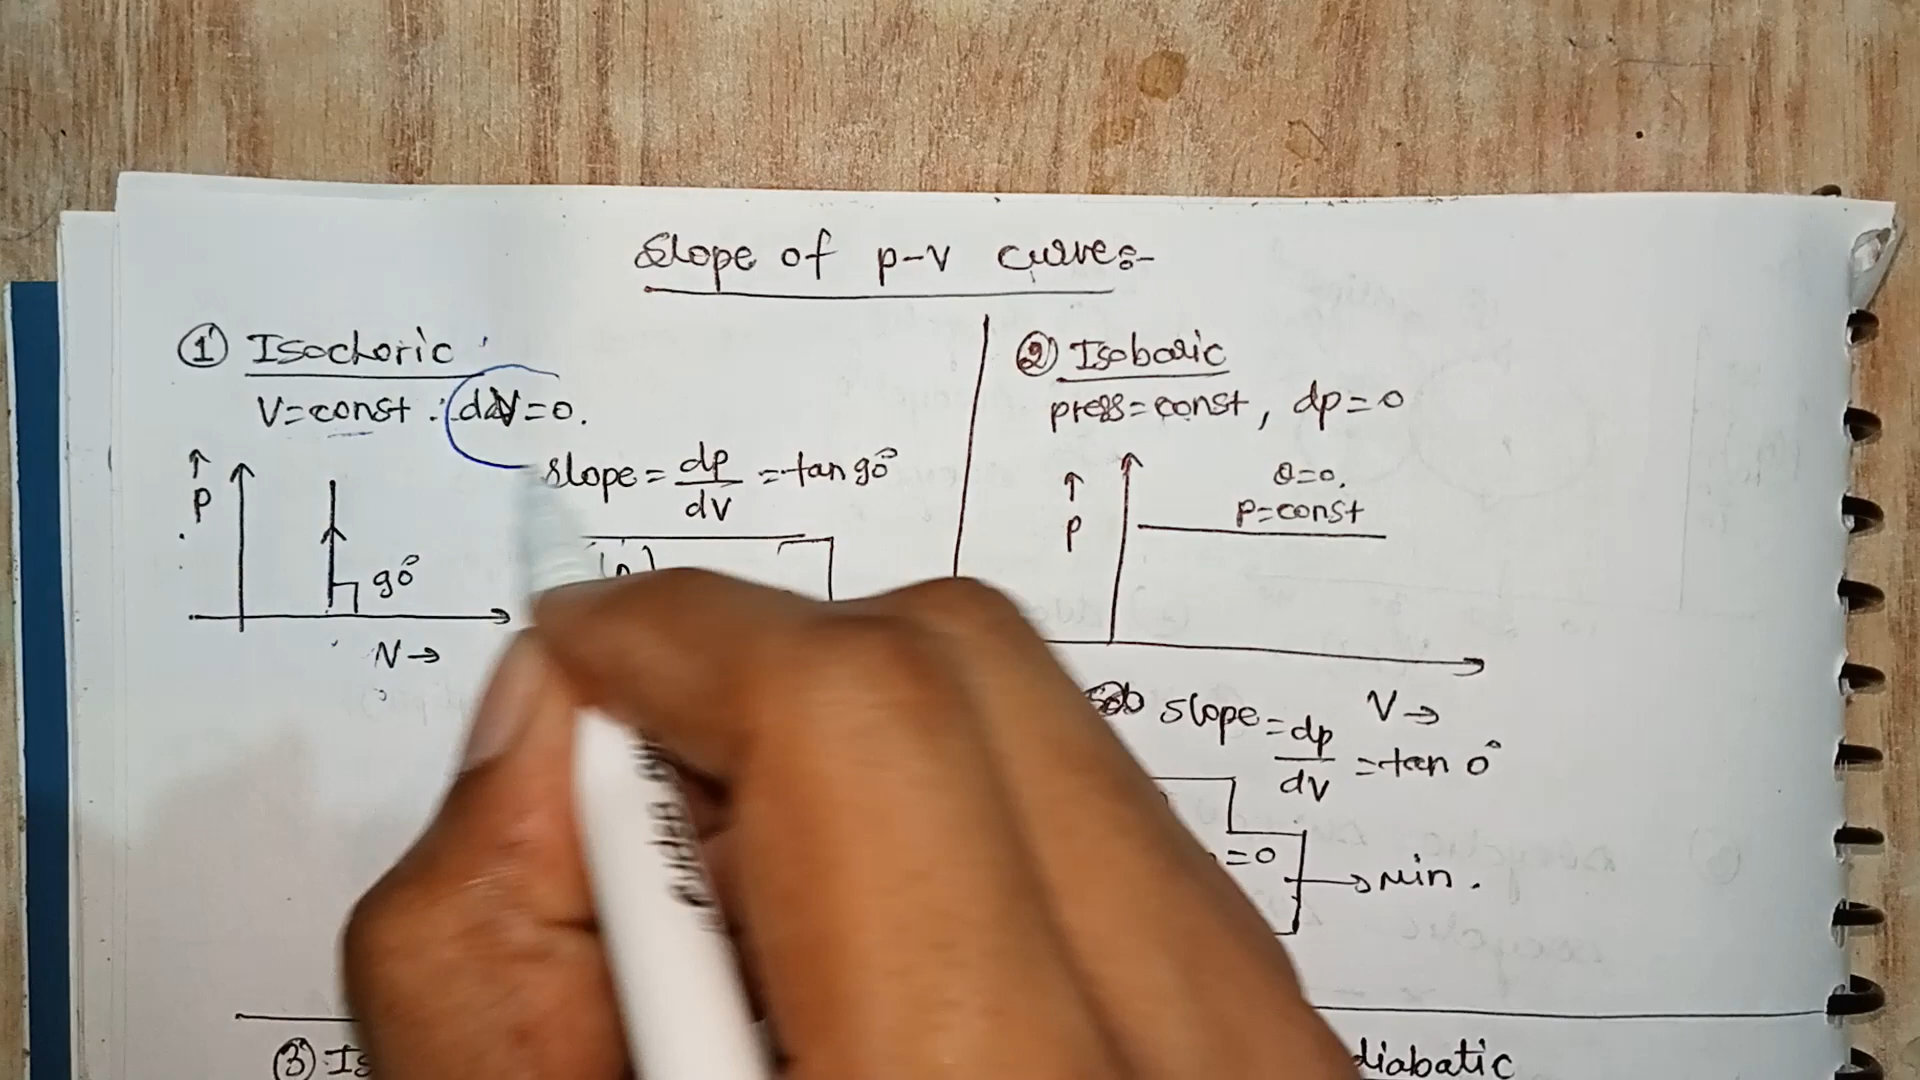 Slope of p-v curve:-
① Isochoric
V=const ∴ dV=0.
↑
P
slope = dp/dV = tan 90°
90°
V→
② Isobaric
press=const, dp=0
↑
P
θ=0.
P=const
V→
slope = dp/dV = tan 0°
=0
→ Min.
③ Is
diabatic